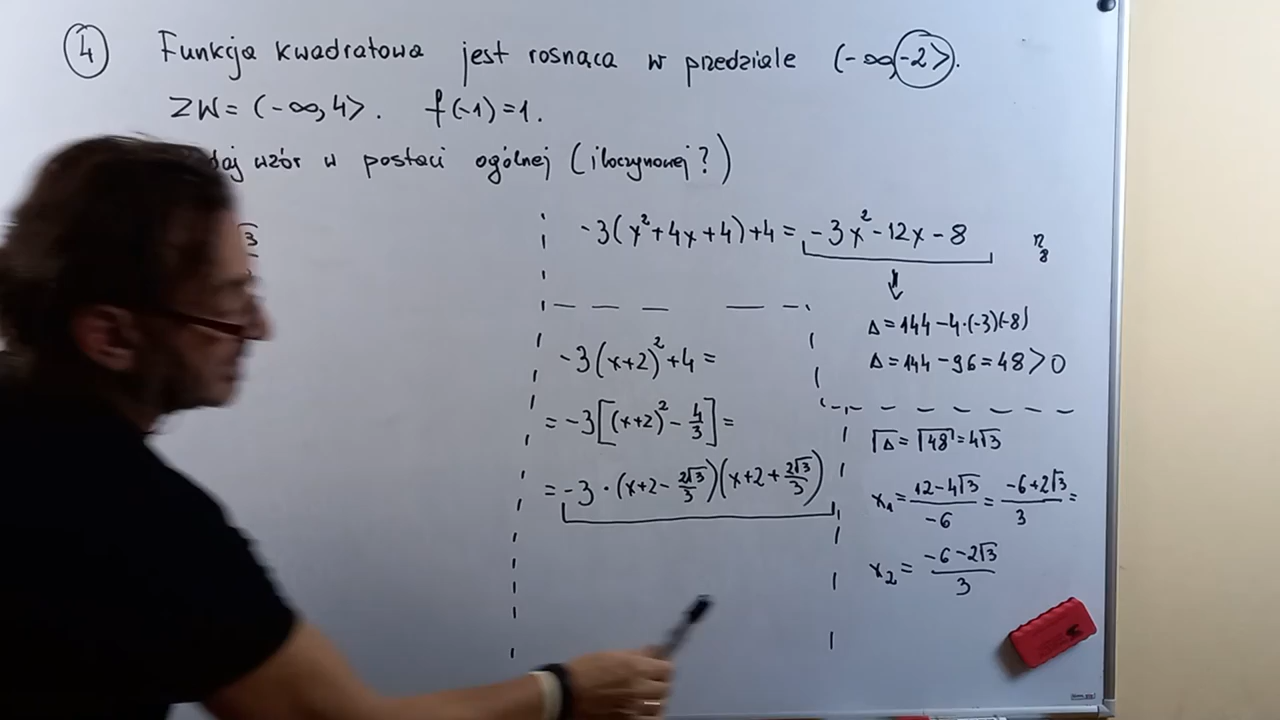 4 Funkcja kwadratowa jest rosnąca w przedziale (-∞,-2>.
ZW = (-∞,4>. f(-1)=1.
wzór w postaci ogólnej (iloczynowej?)
√3
-3(x²+4x+4)+4 = -3x²-12x-8
Δ=144-4·(-3)(-8)
Δ=144-96=48>0
-3(x+2)²+4=
=-3[(x+2)²-4/3]=
=-3·(x+2-2√3/3)(x+2+2√3/3)
√Δ=√48=4√3
x₁=12-4√3/-6=-6+2√3/3=
x₂=-6-2√3/3